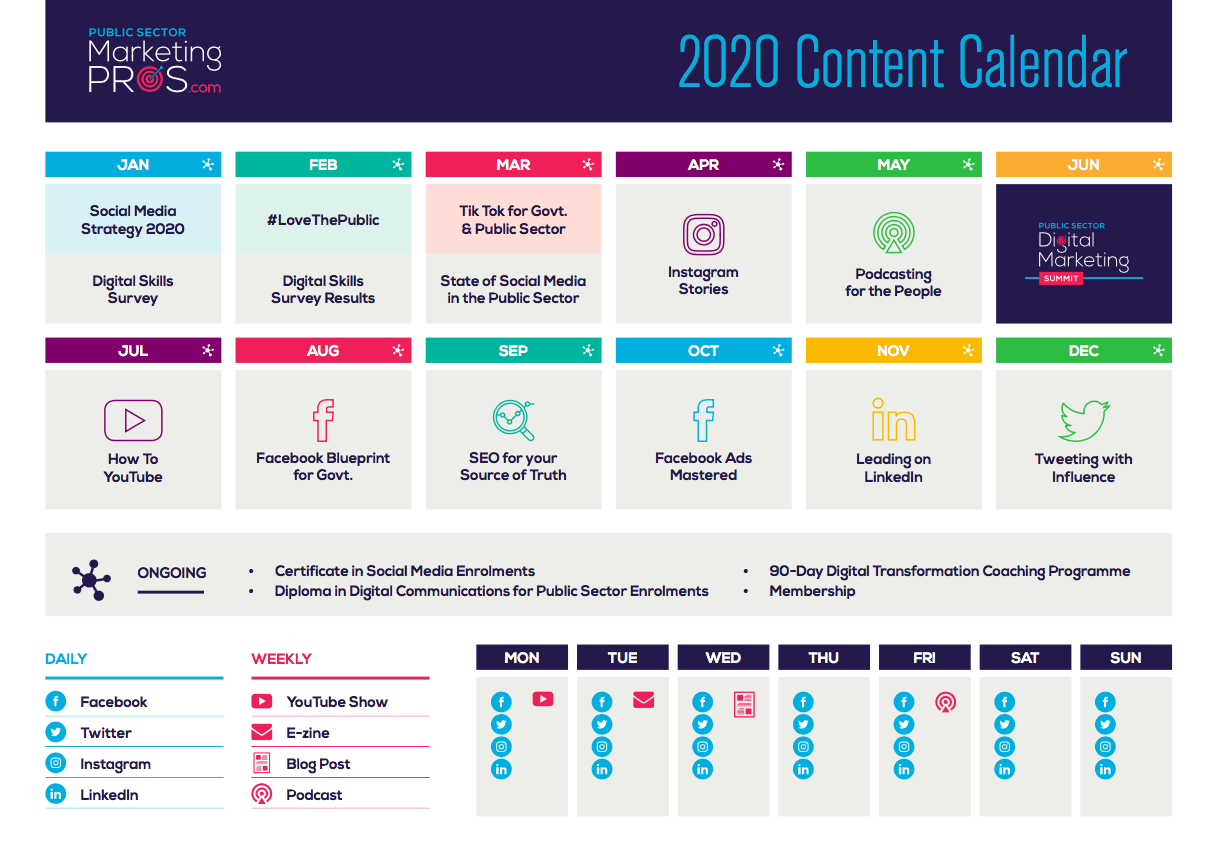 PUBLIC SECTOR
Marketing
PROS.com
2020 Content Calendar
JAN
Social Media
Strategy 2020
Digital Skills
Survey
FEB
#LoveThePublic
Digital Skills
Survey Results
MAR
Tik Tok for Govt.
& Public Sector
State of Social Media
in the Public Sector
APR
Instagram
Stories
MAY
Podcasting
for the People
JUN
PUBLIC SECTOR
Digital
Marketing
SUMMIT
JUL
How To
YouTube
AUG
Facebook Blueprint
for Govt.
SEP
SEO for your
Source of Truth
OCT
Facebook Ads
Mastered
NOV
in
Leading on
LinkedIn
DEC
Tweeting with
Influence
ONGOING
• Certificate in Social Media Enrolments
• Diploma in Digital Communications for Public Sector Enrolments
• 90-Day Digital Transformation Coaching Programme
• Membership
DAILY
Facebook
Twitter
Instagram
LinkedIn
WEEKLY
YouTube Show
E-zine
Blog Post
Podcast
MON
TUE
WED
THU
FRI
SAT
SUN